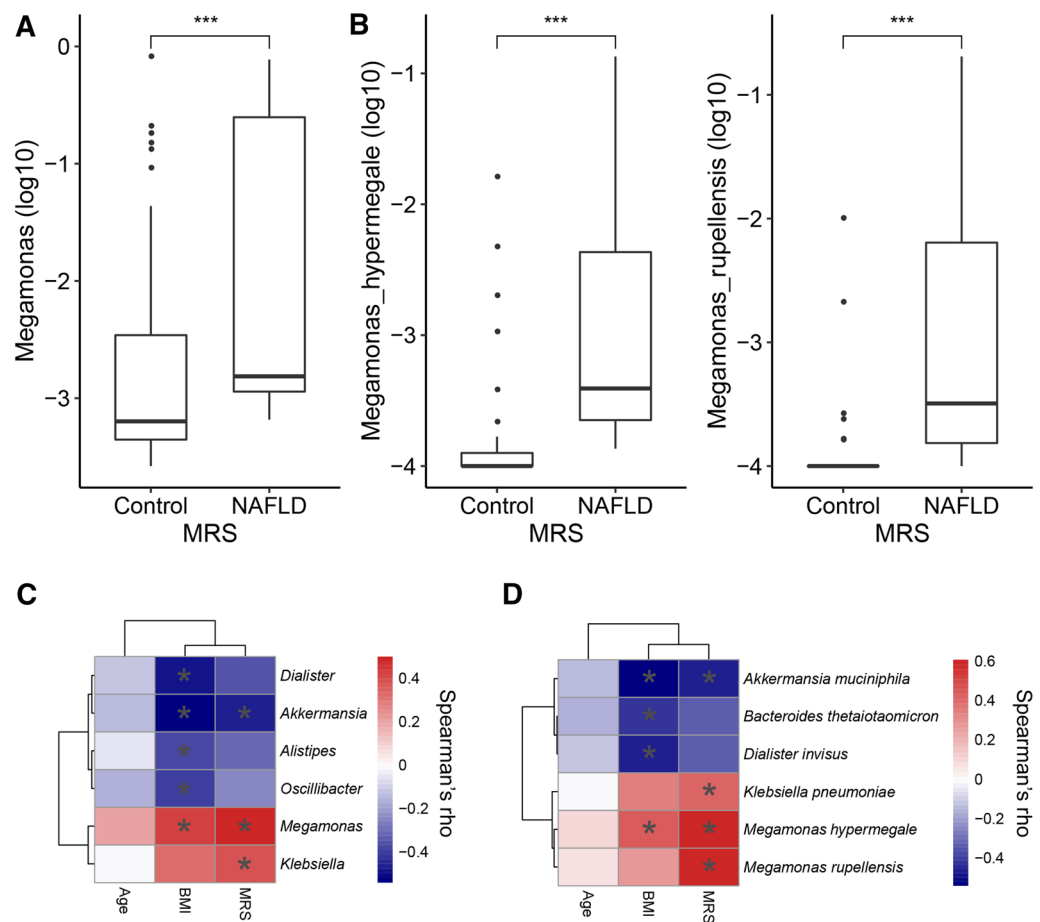 A
***
Megamonas (log10)
0
−1
−2
−3
Control
NAFLD
MRS
B
***
Megamonas_hypermegale (log10)
−1
−2
−3
−4
Control
NAFLD
MRS
***
Megamonas_rupellensis (log10)
−1
−2
−3
−4
Control
NAFLD
MRS
C
* Dialister
* * Akkermansia
* Alistipes
* Oscillibacter
* * Megamonas
* Klebsiella
Age
BMI
MRS
0.4
0.2
0
−0.2
−0.4
Spearman's rho
D
* * Akkermansia muciniphila
* Bacteroides thetaiotaomicron
* Dialister invisus
* Klebsiella pneumoniae
* * Megamonas hypermegale
* Megamonas rupellensis
Age
BMI
MRS
0.6
0.4
0.2
0
−0.2
−0.4
Spearman's rho